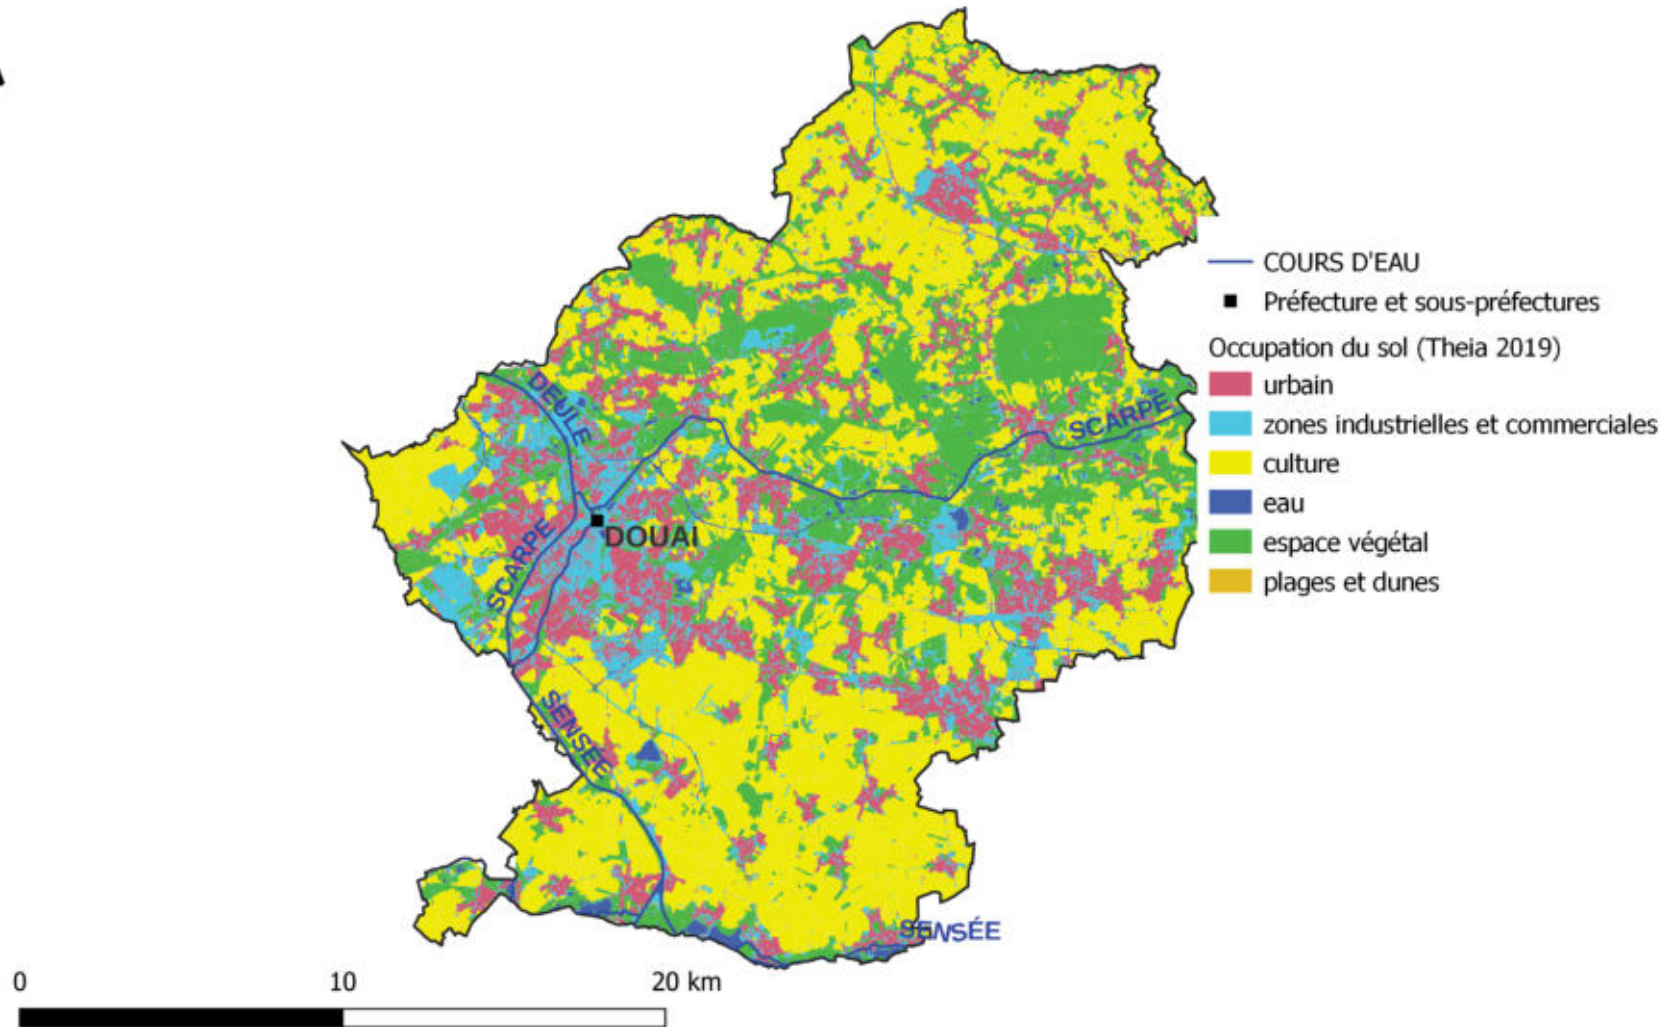 COURS D'EAU
Préfecture et sous-préfectures
Occupation du sol (Theia 2019)
urbain
zones industrielles et commerciales
culture
eau
espace végétal
plages et dunes
DEULE
SCARPE
SCARPE
DOUAI
SENSÉE
SENSÉE
0 10 20 km